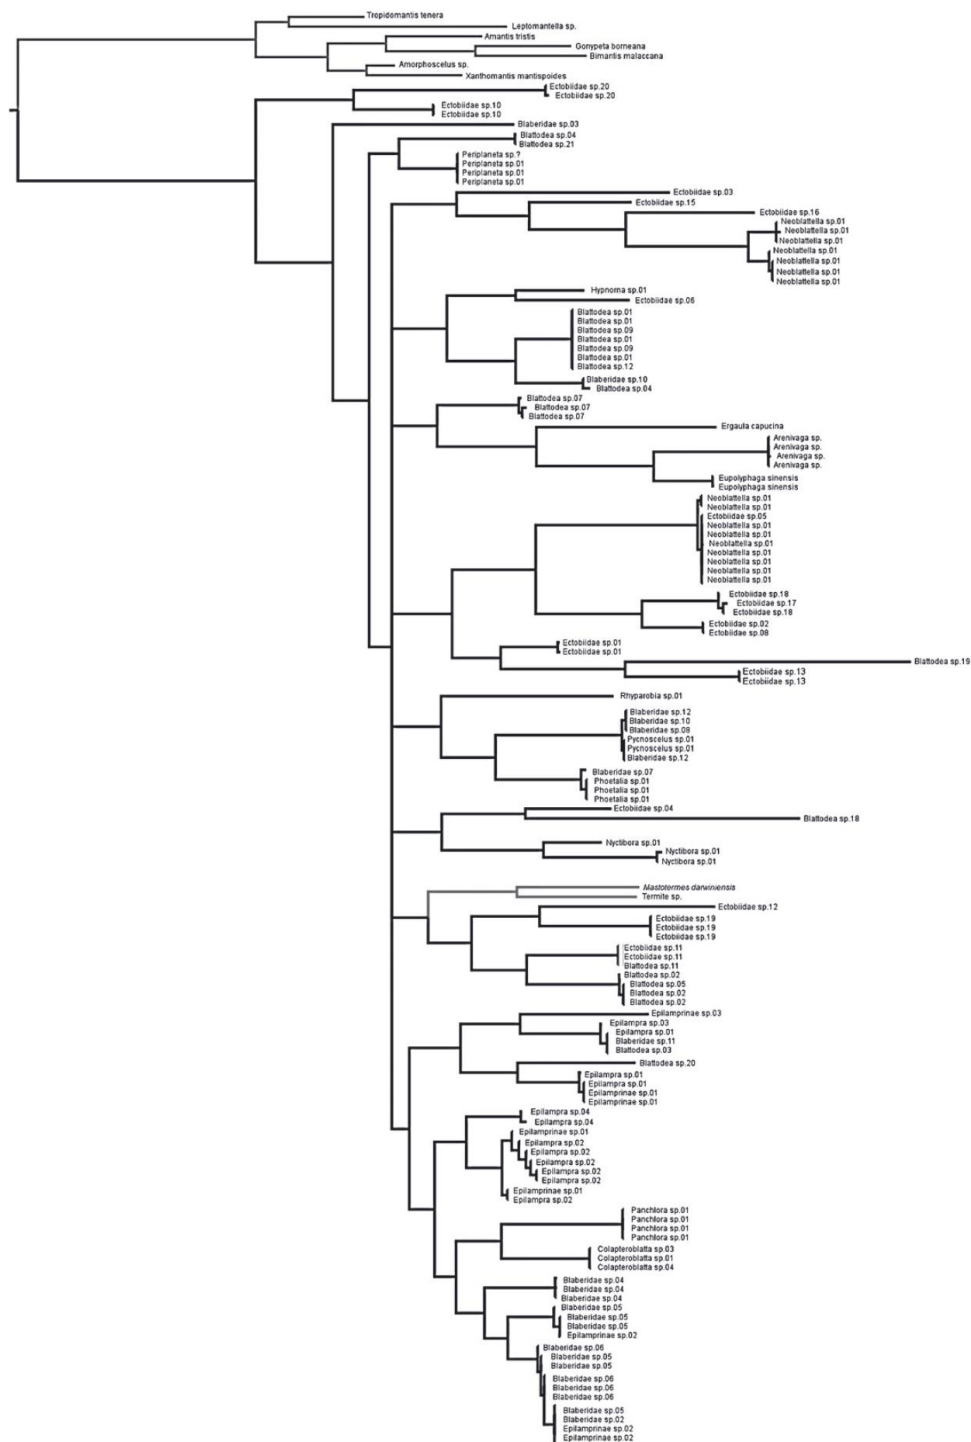 Tropidomantis tenera
Leptomantella sp.
Amantis tristis
Gonypeta borneana
Bimantis malaccana
Amorphoscelus sp.
Xanthomantis mantispoides
Ectobiidae sp.20
Ectobiidae sp.20
Ectobiidae sp.10
Ectobiidae sp.10
Blaberidae sp.03
Blattodea sp.04
Blattodea sp.21
Periplaneta sp.?
Periplaneta sp.01
Periplaneta sp.01
Periplaneta sp.01
Ectobiidae sp.03
Ectobiidae sp.15
Ectobiidae sp.16
Neoblattella sp.01
Neoblattella sp.01
Neoblattella sp.01
Neoblattella sp.01
Neoblattella sp.01
Neoblattella sp.01
Neoblattella sp.01
Hypnorna sp.01
Ectobiidae sp.06
Blattodea sp.01
Blattodea sp.01
Blattodea sp.09
Blattodea sp.01
Blattodea sp.09
Blattodea sp.01
Blattodea sp.12
Blaberidae sp.10
Blattodea sp.04
Blattodea sp.07
Blattodea sp.07
Blattodea sp.07
Ergaula capucina
Arenivaga sp.
Arenivaga sp.
Arenivaga sp.
Arenivaga sp.
Eupolyphaga sinensis
Eupolyphaga sinensis
Neoblattella sp.01
Neoblattella sp.01
Ectobiidae sp.05
Neoblattella sp.01
Neoblattella sp.01
Neoblattella sp.01
Neoblattella sp.01
Neoblattella sp.01
Neoblattella sp.01
Neoblattella sp.01
Ectobiidae sp.18
Ectobiidae sp.17
Ectobiidae sp.18
Ectobiidae sp.02
Ectobiidae sp.08
Ectobiidae sp.01
Ectobiidae sp.01
Blattodea sp.19
Ectobiidae sp.13
Ectobiidae sp.13
Rhyparobia sp.01
Blaberidae sp.12
Blaberidae sp.10
Blaberidae sp.08
Pycnoscelus sp.01
Pycnoscelus sp.01
Blaberidae sp.12
Blaberidae sp.07
Phoetalia sp.01
Phoetalia sp.01
Phoetalia sp.01
Ectobiidae sp.04
Blattodea sp.18
Nyctibora sp.01
Nyctibora sp.01
Nyctibora sp.01
Mastotermes darwiniensis
Termite sp.
Ectobiidae sp.12
Ectobiidae sp.19
Ectobiidae sp.19
Ectobiidae sp.19
Ectobiidae sp.11
Ectobiidae sp.11
Blattodea sp.11
Blattodea sp.02
Blattodea sp.05
Blattodea sp.02
Blattodea sp.02
Epilamprinae sp.03
Epilampra sp.03
Epilampra sp.01
Blaberidae sp.11
Blattodea sp.03
Blattodea sp.20
Epilampra sp.01
Epilampra sp.01
Epilamprinae sp.01
Epilamprinae sp.01
Epilampra sp.04
Epilampra sp.04
Epilamprinae sp.01
Epilampra sp.02
Epilampra sp.02
Epilampra sp.02
Epilampra sp.02
Epilampra sp.02
Epilamprinae sp.01
Epilampra sp.02
Panchlora sp.01
Panchlora sp.01
Panchlora sp.01
Panchlora sp.01
Colapteroblatta sp.03
Colapteroblatta sp.01
Colapteroblatta sp.04
Blaberidae sp.04
Blaberidae sp.04
Blaberidae sp.04
Blaberidae sp.05
Blaberidae sp.05
Blaberidae sp.05
Epilamprinae sp.02
Blaberidae sp.06
Blaberidae sp.05
Blaberidae sp.05
Blaberidae sp.06
Blaberidae sp.06
Blaberidae sp.06
Blaberidae sp.05
Blaberidae sp.02
Epilamprinae sp.02
Epilamprinae sp.02